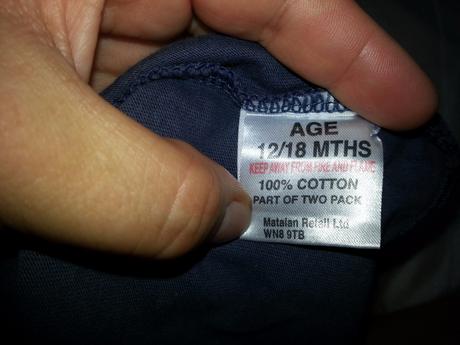 AGE
12/18 MTHS
KEEP AWAY FROM FIRE AND FLAME
100% COTTON
PART OF TWO PACK
Matalan Retail Ltd
WN8 9TB